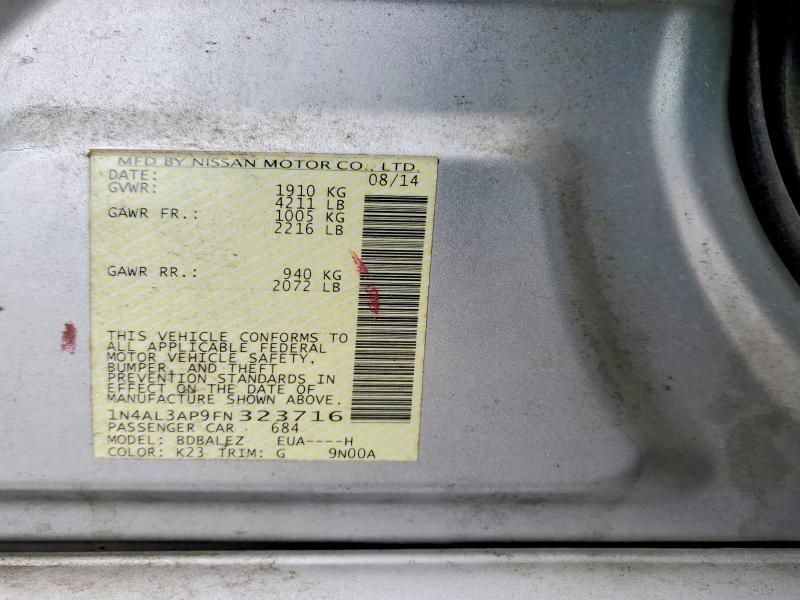 MFD BY NISSAN MOTOR CO., LTD.
DATE: 08/14
GVWR: 1910 KG
4211 LB
GAWR FR.: 1005 KG
2216 LB
GAWR RR.: 940 KG
2072 LB
THIS VEHICLE CONFORMS TO
ALL APPLICABLE FEDERAL
MOTOR VEHICLE SAFETY,
BUMPER, AND THEFT
PREVENTION STANDARDS IN
EFFECT ON THE DATE OF
MANUFACTURE SHOWN ABOVE.
1N4AL3AP9FN323716
PASSENGER CAR 684
MODEL: BDBALEZ EUA----H
COLOR: K23 TRIM: G 9N00A